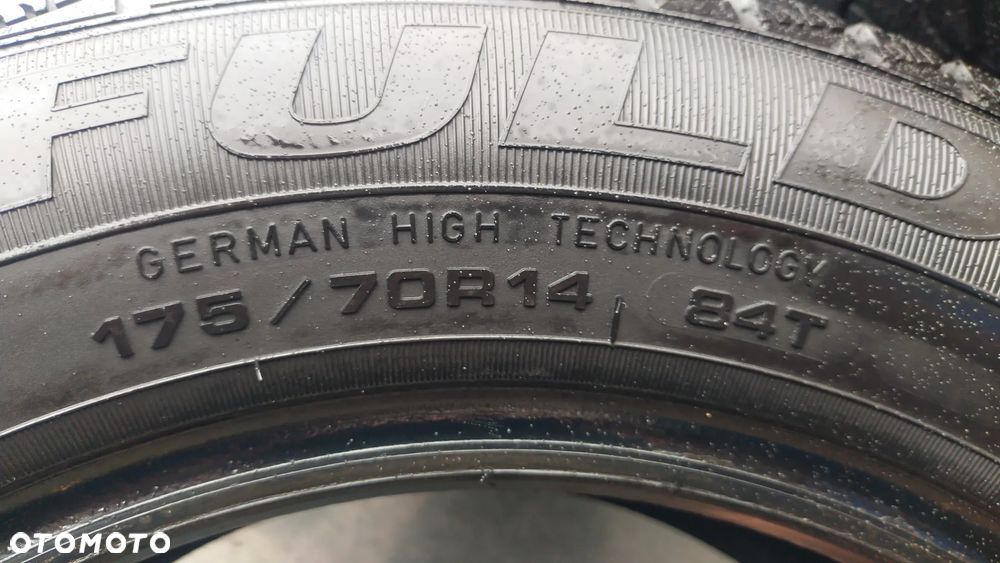 FULD
GERMAN HIGH TECHNOLOGY
175/70R14 84T
OTOMOTO